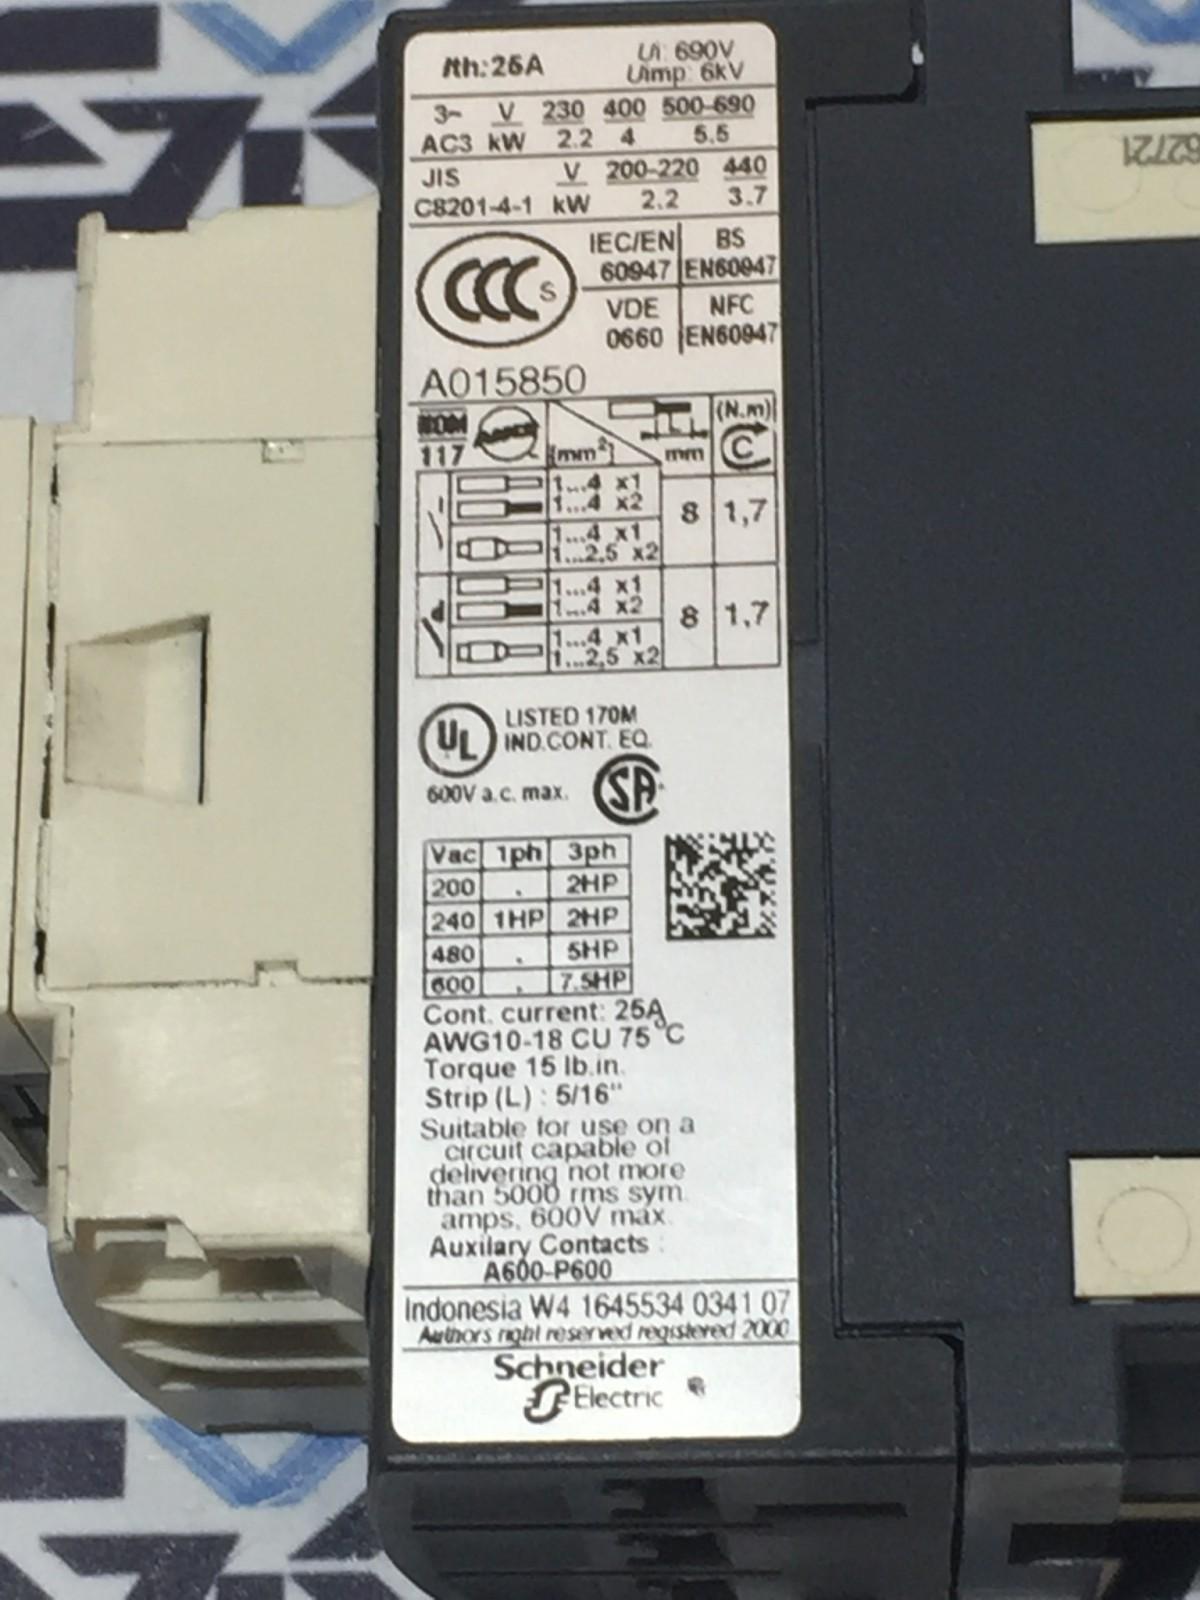 Ith:25A
Ui: 690V
Uimp: 6kV
3~ V 230 400 500-690
AC3 kW 2.2 4 5.5
JIS V 200-220 440
C8201-4-1 kW 2.2 3.7
CCC S
IEC/EN 60947
BS EN60947
VDE 0660
NFC EN60947
A015850
NOM
117
(mm²)
L
mm
(N.m)
C
1...4 x1
1...4 x2
8 1,7
1...4 x1
1...2,5 x2
1...4 x1
1...4 x2
8 1,7
1...4 x1
1...2,5 x2
UL LISTED 170M
IND.CONT. EQ.
600V a.c. max. SA
Vac 1ph 3ph
200 . 2HP
240 1HP 2HP
480 . 5HP
600 . 7.5HP
Cont. current: 25A
AWG10-18 CU 75°C
Torque 15 lb.in.
Strip (L) : 5/16"
Suitable for use on a
circuit capable of
delivering not more
than 5000 rms sym.
amps, 600V max.
Auxilary Contacts :
A600-P600
Indonesia W4 1645534 0341 07
Authors right reserved registered 2000
Schneider
Electric
62721